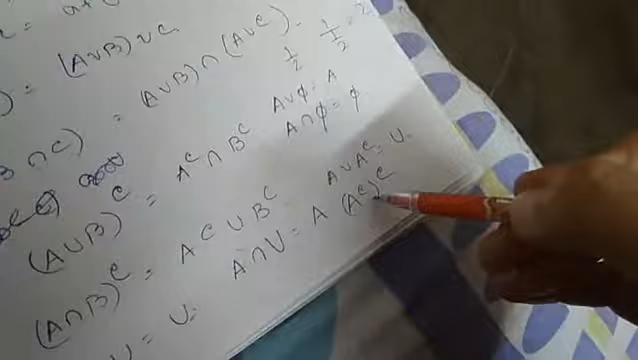 ) = (A∪B)∪C
∩C) = (A∪B)∩(A∪C).
1/2
A∪φ = A
(A∪B)^c = A^c ∩ B^c
A∩φ = φ
(A∩B)^c = A^c ∪ B^c
A∪A^c = U.
U = U.
A∩U = A
(A^c)^c